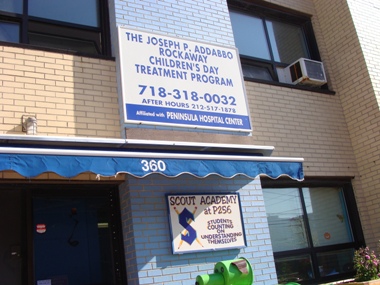 THE JOSEPH P. ADDABBO
ROCKAWAY
CHILDREN'S DAY
TREATMENT PROGRAM
718-318-0032
AFTER HOURS 212-517-1878
Affiliated with PENINSULA HOSPITAL CENTER
360
SCOUT ACADEMY
at P256
S
STUDENTS
COUNTING
ON
UNDERSTANDING
THEMSELVES